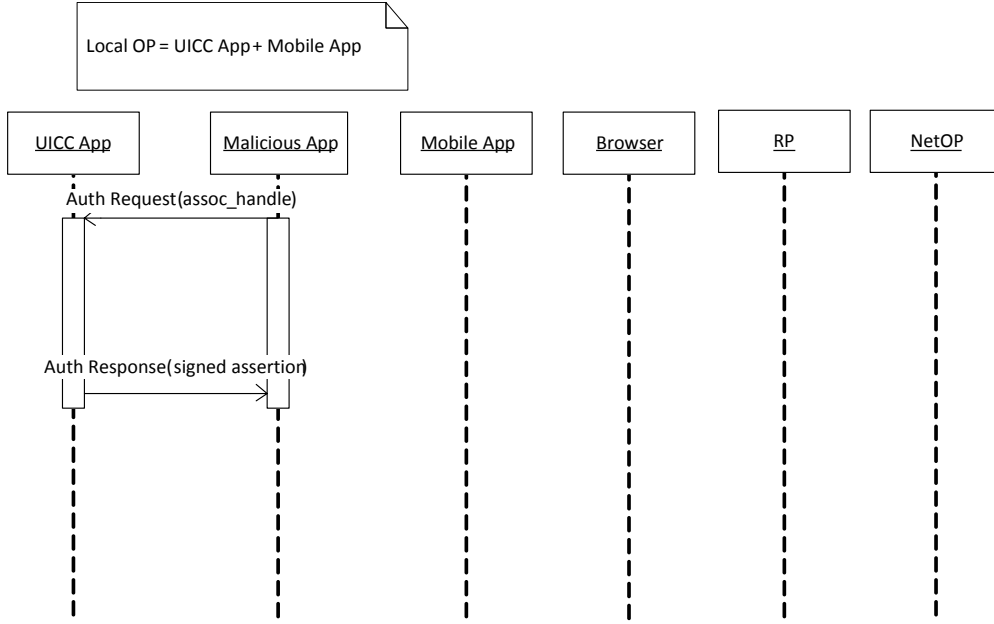 Local OP = UICC App + Mobile App
UICC App
Malicious App
Mobile App
Browser
RP
NetOP
Auth Request(assoc_handle)
Auth Response(signed assertion)